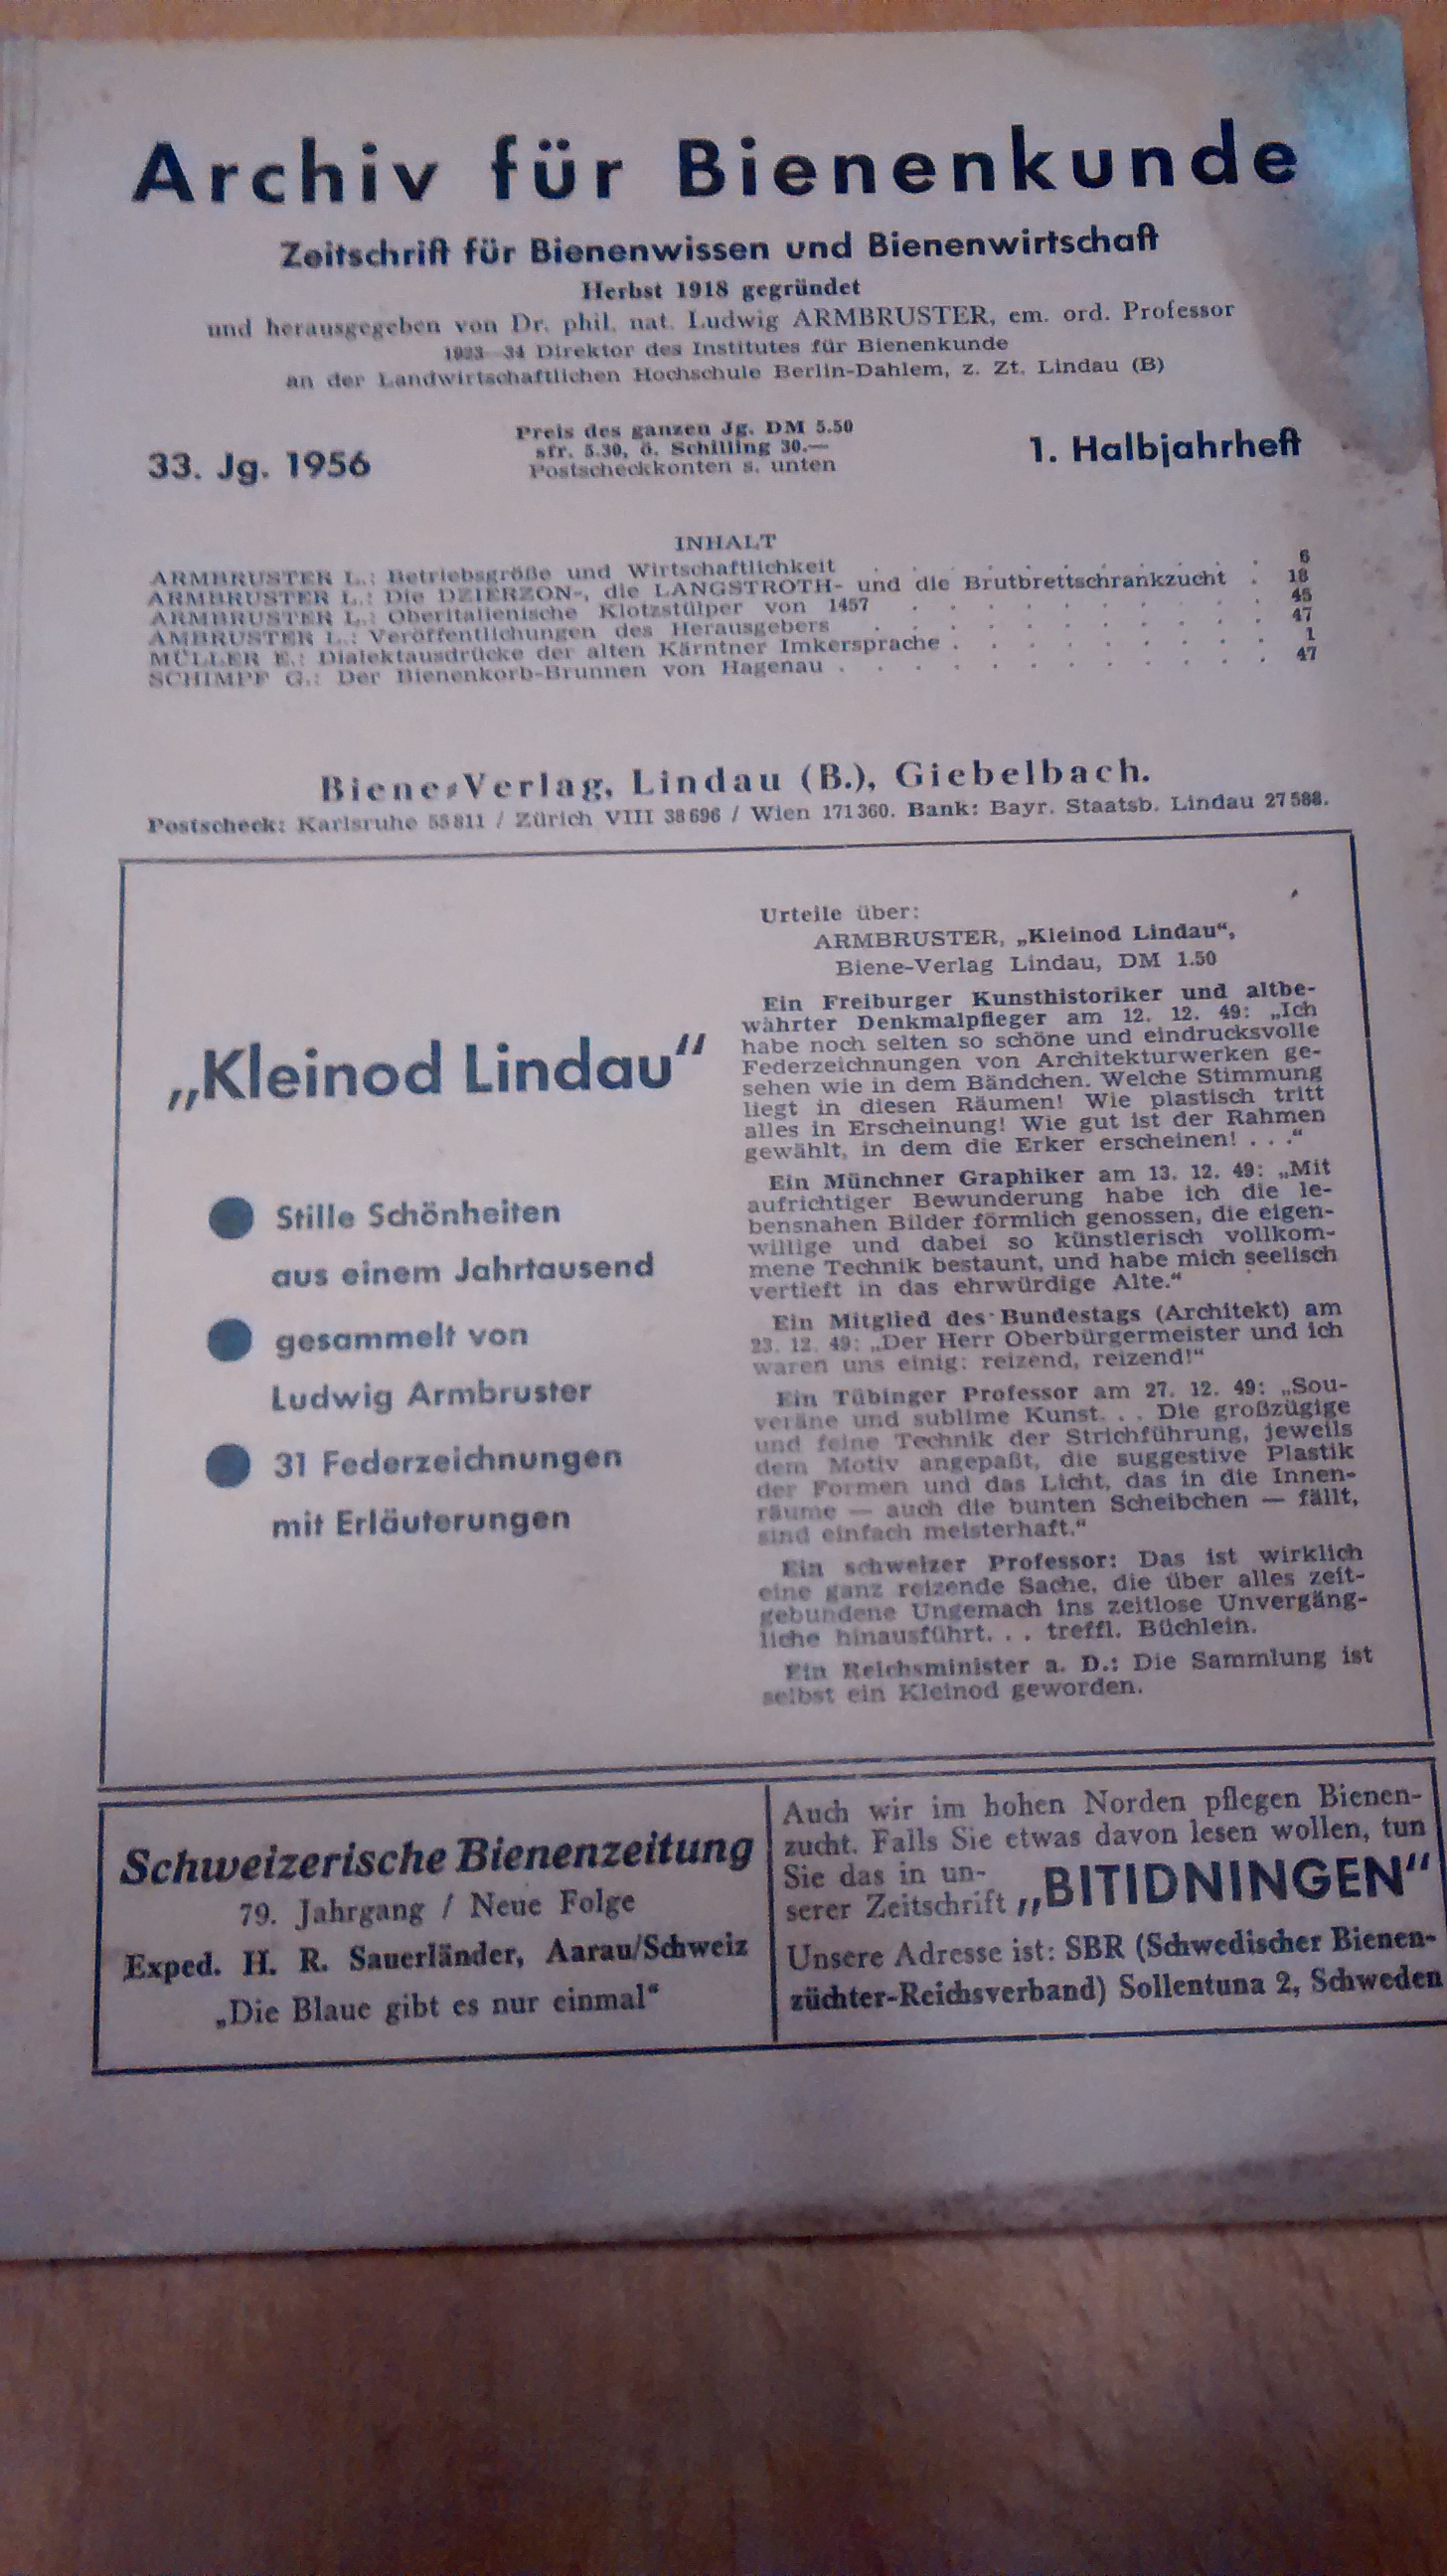 Archiv für Bienenkunde
Zeitschrift für Bienenwissen und Bienenwirtschaft
Herbst 1918 gegründet
und herausgegeben von Dr. phil. nat. Ludwig ARMBRUSTER, em. ord. Professor
1923—34 Direktor des Institutes für Bienenkunde
an der Landwirtschaftlichen Hochschule Berlin-Dahlem, z. Zt. Lindau (B)
33. Jg. 1956
Preis des ganzen Jg. DM 5.50
sfr. 5.30, ö. Schilling 30.—
Postscheckkonten s. unten
1. Halbjahrheft
INHALT
ARMBRUSTER L.: Betriebsgröße und Wirtschaftlichkeit . . . . . . . . . 6
ARMBRUSTER L.: Die DZIERZON-, die LANGSTROTH- und die Brutbrettschrankzucht . 18
ARMBRUSTER L.: Oberitalienische Klotzstülper von 1457 . . . . . . . . . 45
AMBRUSTER L.: Veröffentlichungen des Herausgebers . . . . . . . . . 47
MÜLLER E.: Dialektausdrücke der alten Kärntner Imkersprache . . . . . . . . . 1
SCHIMPF G.: Der Bienenkorb-Brunnen von Hagenau . . . . . . . . . . . . 47
Biene-Verlag, Lindau (B.), Giebelbach.
Postscheck: Karlsruhe 55811 / Zürich VIII 38696 / Wien 171360. Bank: Bayr. Staatsb. Lindau 27588.
„Kleinod Lindau“
● Stille Schönheiten
aus einem Jahrtausend
● gesammelt von
Ludwig Armbruster
● 31 Federzeichnungen
mit Erläuterungen
Urteile über:
ARMBRUSTER, „Kleinod Lindau“,
Biene-Verlag Lindau, DM 1.50
Ein Freiburger Kunsthistoriker und altbe-
währter Denkmalpfleger am 12. 12. 49: „Ich
habe noch selten so schöne und eindrucksvolle
Federzeichnungen von Architekturwerken ge-
sehen wie in dem Bändchen. Welche Stimmung
liegt in diesen Räumen! Wie plastisch tritt
alles in Erscheinung! Wie gut ist der Rahmen
gewählt, in dem die Erker erscheinen! . . .“
Ein Münchner Graphiker am 13. 12. 49: „Mit
aufrichtiger Bewunderung habe ich die le-
bensnahen Bilder förmlich genossen, die eigen-
willige und dabei so künstlerisch vollkom-
mene Technik bestaunt, und habe mich seelisch
vertieft in das ehrwürdige Alte.“
Ein Mitglied des Bundestags (Architekt) am
23. 12. 49: „Der Herr Oberbürgermeister und ich
waren uns einig: reizend, reizend!“
Ein Tübinger Professor am 27. 12. 49: „Sou-
veräne und sublime Kunst. . . Die großzügige
und feine Technik der Strichführung, jeweils
dem Motiv angepaßt, die suggestive Plastik
der Formen und das Licht, das in die Innen-
räume — auch die bunten Scheibchen — fällt,
sind einfach meisterhaft.“
Ein schweizer Professor: Das ist wirklich
eine ganz reizende Sache, die über alles zeit-
gebundene Ungemach ins zeitlose Unvergäng-
liche hinausführt. . . treffl. Büchlein.
Ein Reichsminister a. D.: Die Sammlung ist
selbst ein Kleinod geworden.
Schweizerische Bienenzeitung
79. Jahrgang / Neue Folge
Exped. H. R. Sauerländer, Aarau/Schweiz
„Die Blaue gibt es nur einmal“
Auch wir im hohen Norden pflegen Bienen-
zucht. Falls Sie etwas davon lesen wollen, tun
Sie das in un-
serer Zeitschrift „BITIDNINGEN“
Unsere Adresse ist: SBR (Schwedischer Bienen-
züchter-Reichsverband) Sollentuna 2, Schweden